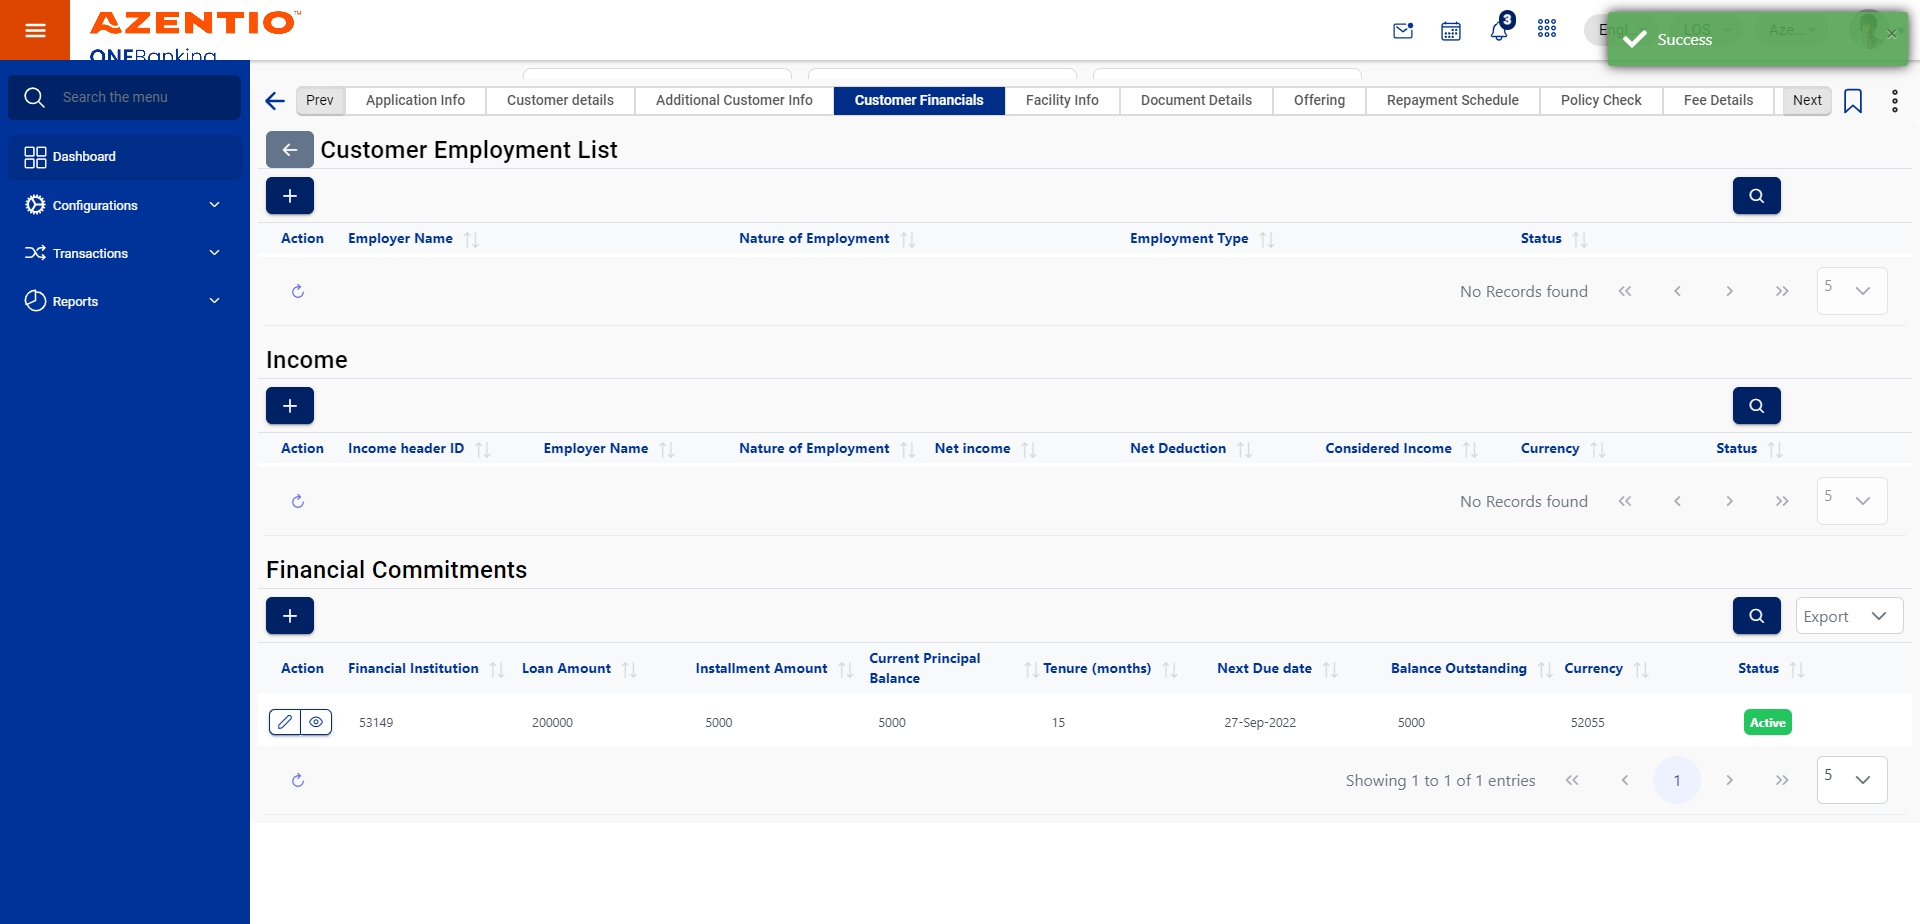 AZENTIO™
ONEBanking
3
Engl...
LOS
Aze...
Success
Search the menu
Dashboard
Configurations
Transactions
Reports
Prev
Application Info
Customer details
Additional Customer Info
Customer Financials
Facility Info
Document Details
Offering
Repayment Schedule
Policy Check
Fee Details
Next
Customer Employment List
Action
Employer Name
Nature of Employment
Employment Type
Status
No Records found
5
Income
Action
Income header ID
Employer Name
Nature of Employment
Net income
Net Deduction
Considered Income
Currency
Status
No Records found
5
Financial Commitments
Export
Action
Financial Institution
Loan Amount
Installment Amount
Current Principal
Balance
Tenure (months)
Next Due date
Balance Outstanding
Currency
Status
53149
200000
5000
5000
15
27-Sep-2022
5000
52055
Active
Showing 1 to 1 of 1 entries
1
5